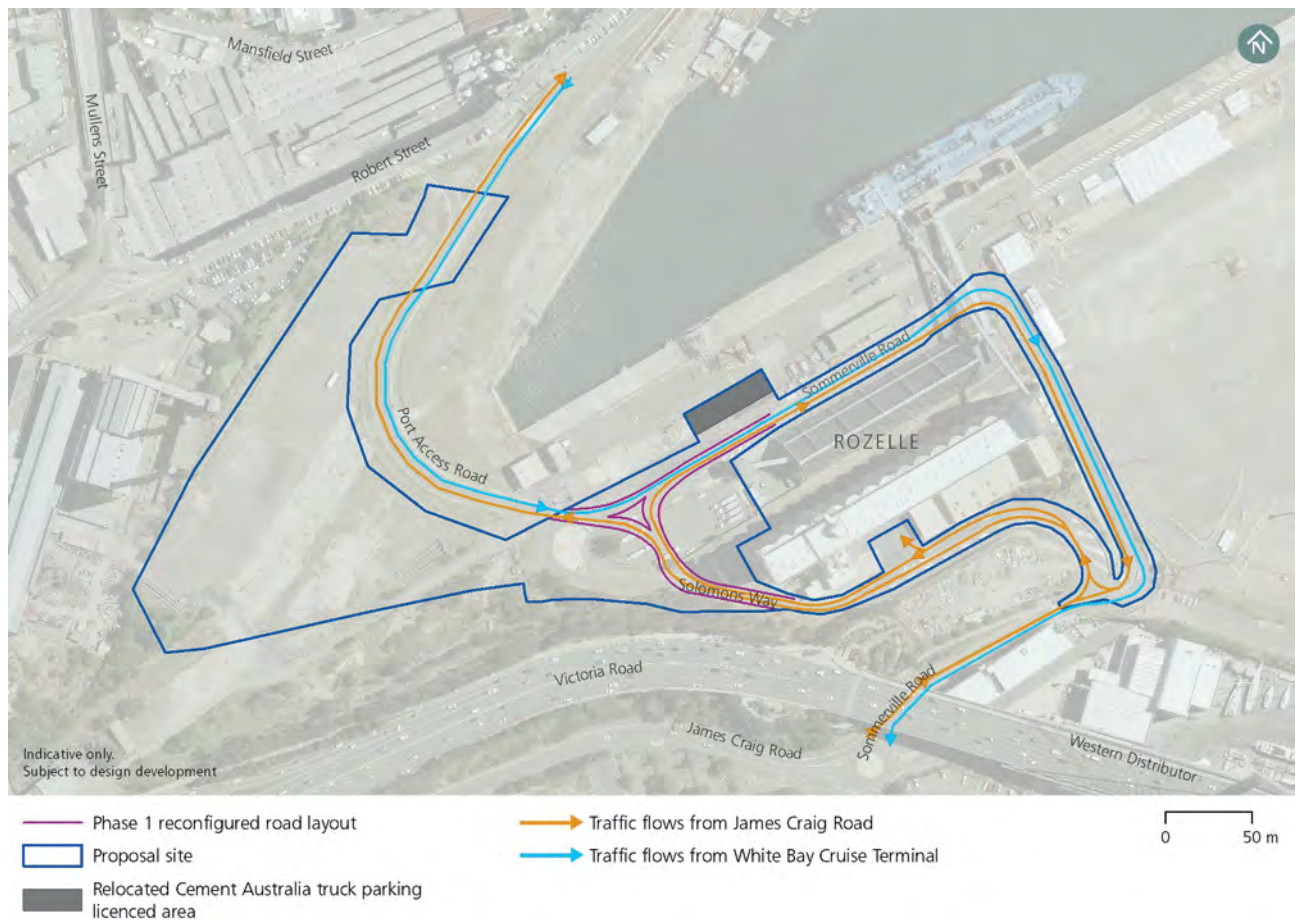 Mansfield Street
N
Mullens Street
Robert Street
Sommerville Road
ROZELLE
Port Access Road
Solomons Way
Victoria Road
Sommerville Road
James Craig Road
Western Distributor
Indicative only.
Subject to design development
Phase 1 reconfigured road layout
Proposal site
Relocated Cement Australia truck parking
licenced area
Traffic flows from James Craig Road
Traffic flows from White Bay Cruise Terminal
0 50 m